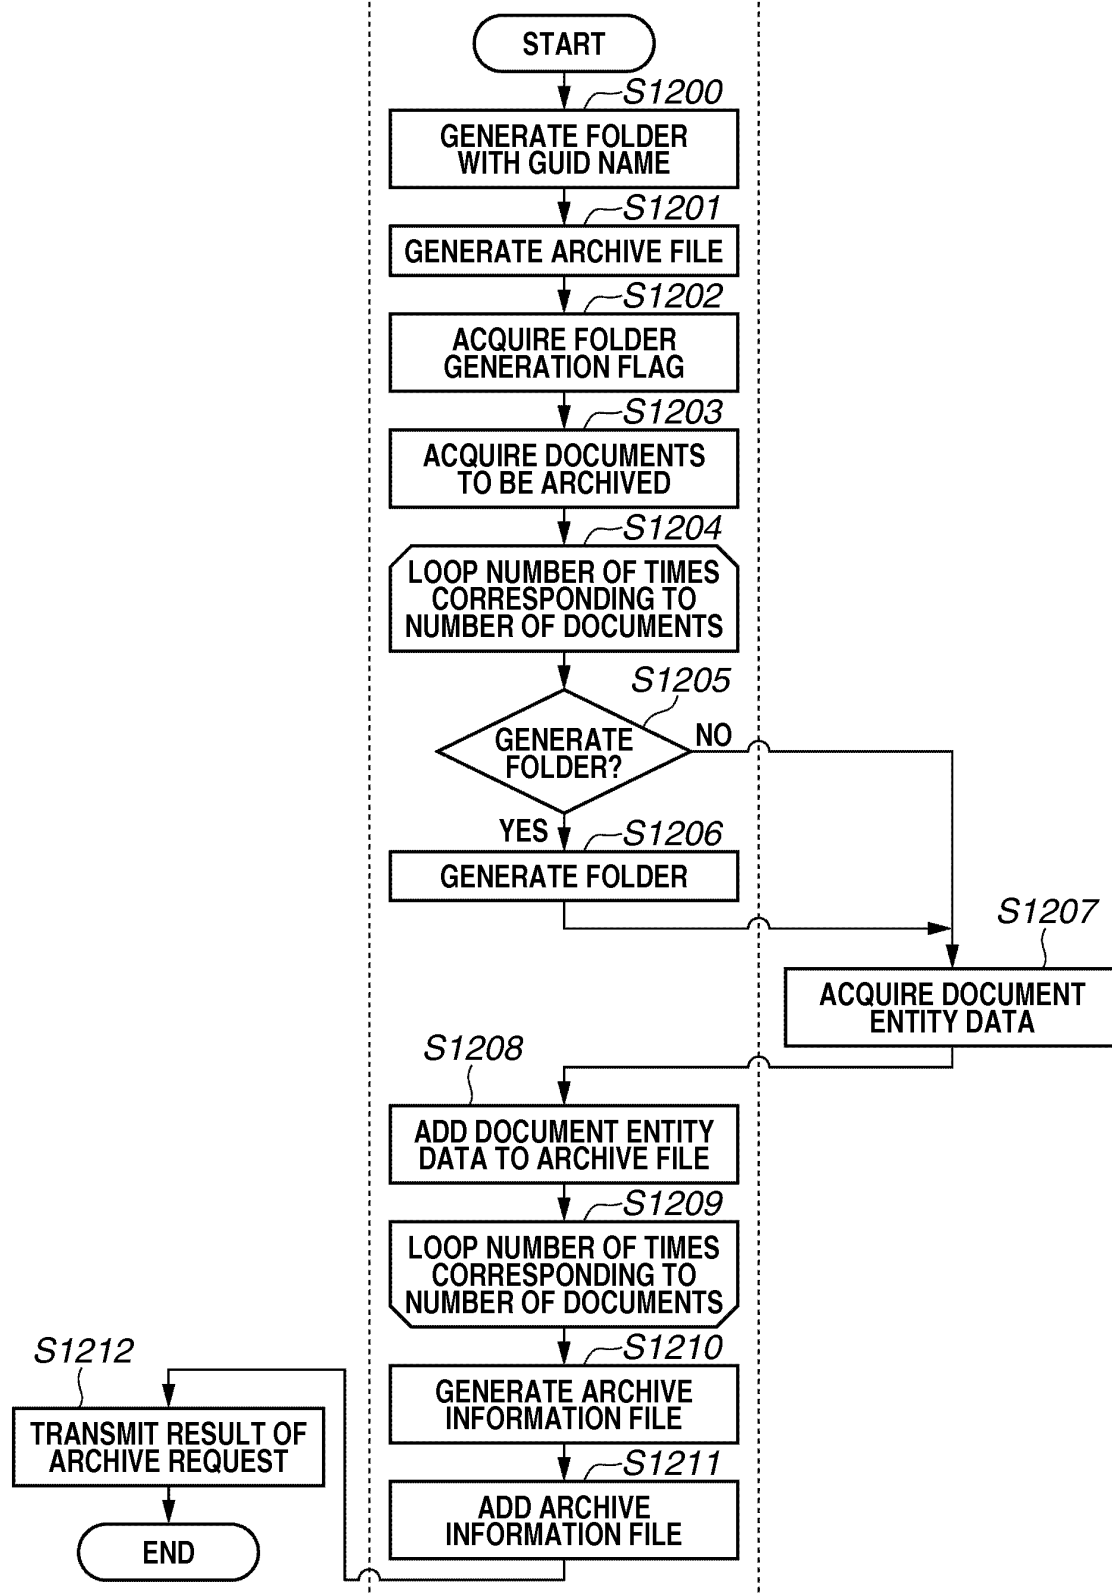 START
S1200
GENERATE FOLDER
WITH GUID NAME
S1201
GENERATE ARCHIVE FILE
S1202
ACQUIRE FOLDER
GENERATION FLAG
S1203
ACQUIRE DOCUMENTS
TO BE ARCHIVED
S1204
LOOP NUMBER OF TIMES
CORRESPONDING TO
NUMBER OF DOCUMENTS
S1205
GENERATE
FOLDER?
NO
YES
S1206
GENERATE FOLDER
S1207
ACQUIRE DOCUMENT
ENTITY DATA
S1208
ADD DOCUMENT ENTITY
DATA TO ARCHIVE FILE
S1209
LOOP NUMBER OF TIMES
CORRESPONDING TO
NUMBER OF DOCUMENTS
S1210
GENERATE ARCHIVE
INFORMATION FILE
S1211
ADD ARCHIVE
INFORMATION FILE
S1212
TRANSMIT RESULT OF
ARCHIVE REQUEST
END